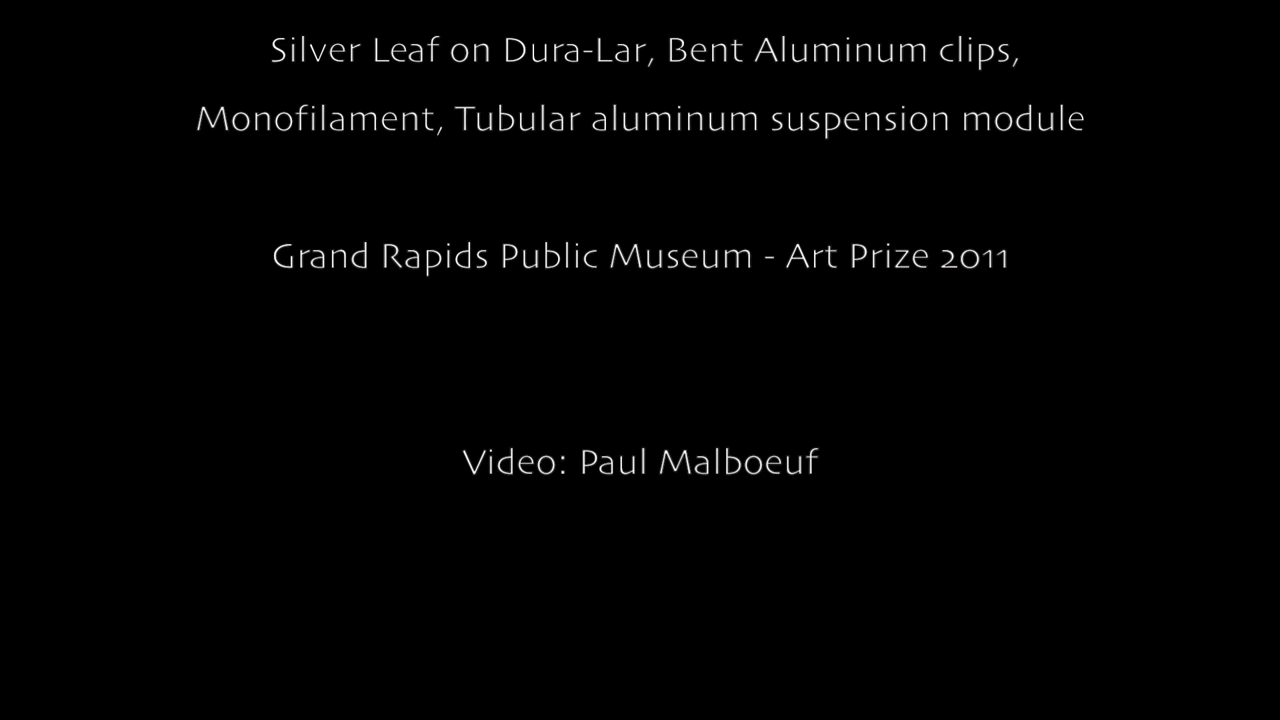 Silver Leaf on Dura-Lar, Bent Aluminum clips,
Monofilament, Tubular aluminum suspension module
Grand Rapids Public Museum - Art Prize 2011
Video: Paul Malboeuf